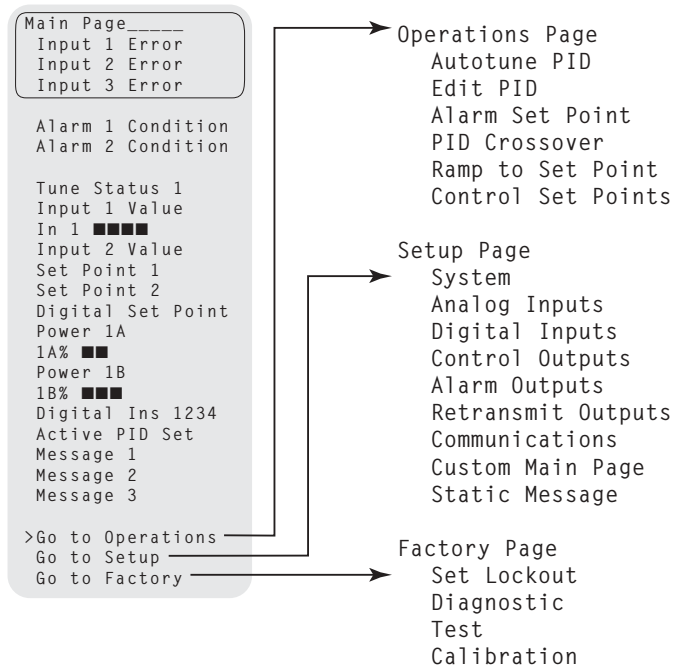 Main Page_____
Input 1 Error
Input 2 Error
Input 3 Error
Alarm 1 Condition
Alarm 2 Condition
Tune Status 1
Input 1 Value
In 1 ■■■■
Input 2 Value
Set Point 1
Set Point 2
Digital Set Point
Power 1A
1A% ■■
Power 1B
1B% ■■■
Digital Ins 1234
Active PID Set
Message 1
Message 2
Message 3
>Go to Operations
Go to Setup
Go to Factory
Operations Page
Autotune PID
Edit PID
Alarm Set Point
PID Crossover
Ramp to Set Point
Control Set Points
Setup Page
System
Analog Inputs
Digital Inputs
Control Outputs
Alarm Outputs
Retransmit Outputs
Communications
Custom Main Page
Static Message
Factory Page
Set Lockout
Diagnostic
Test
Calibration